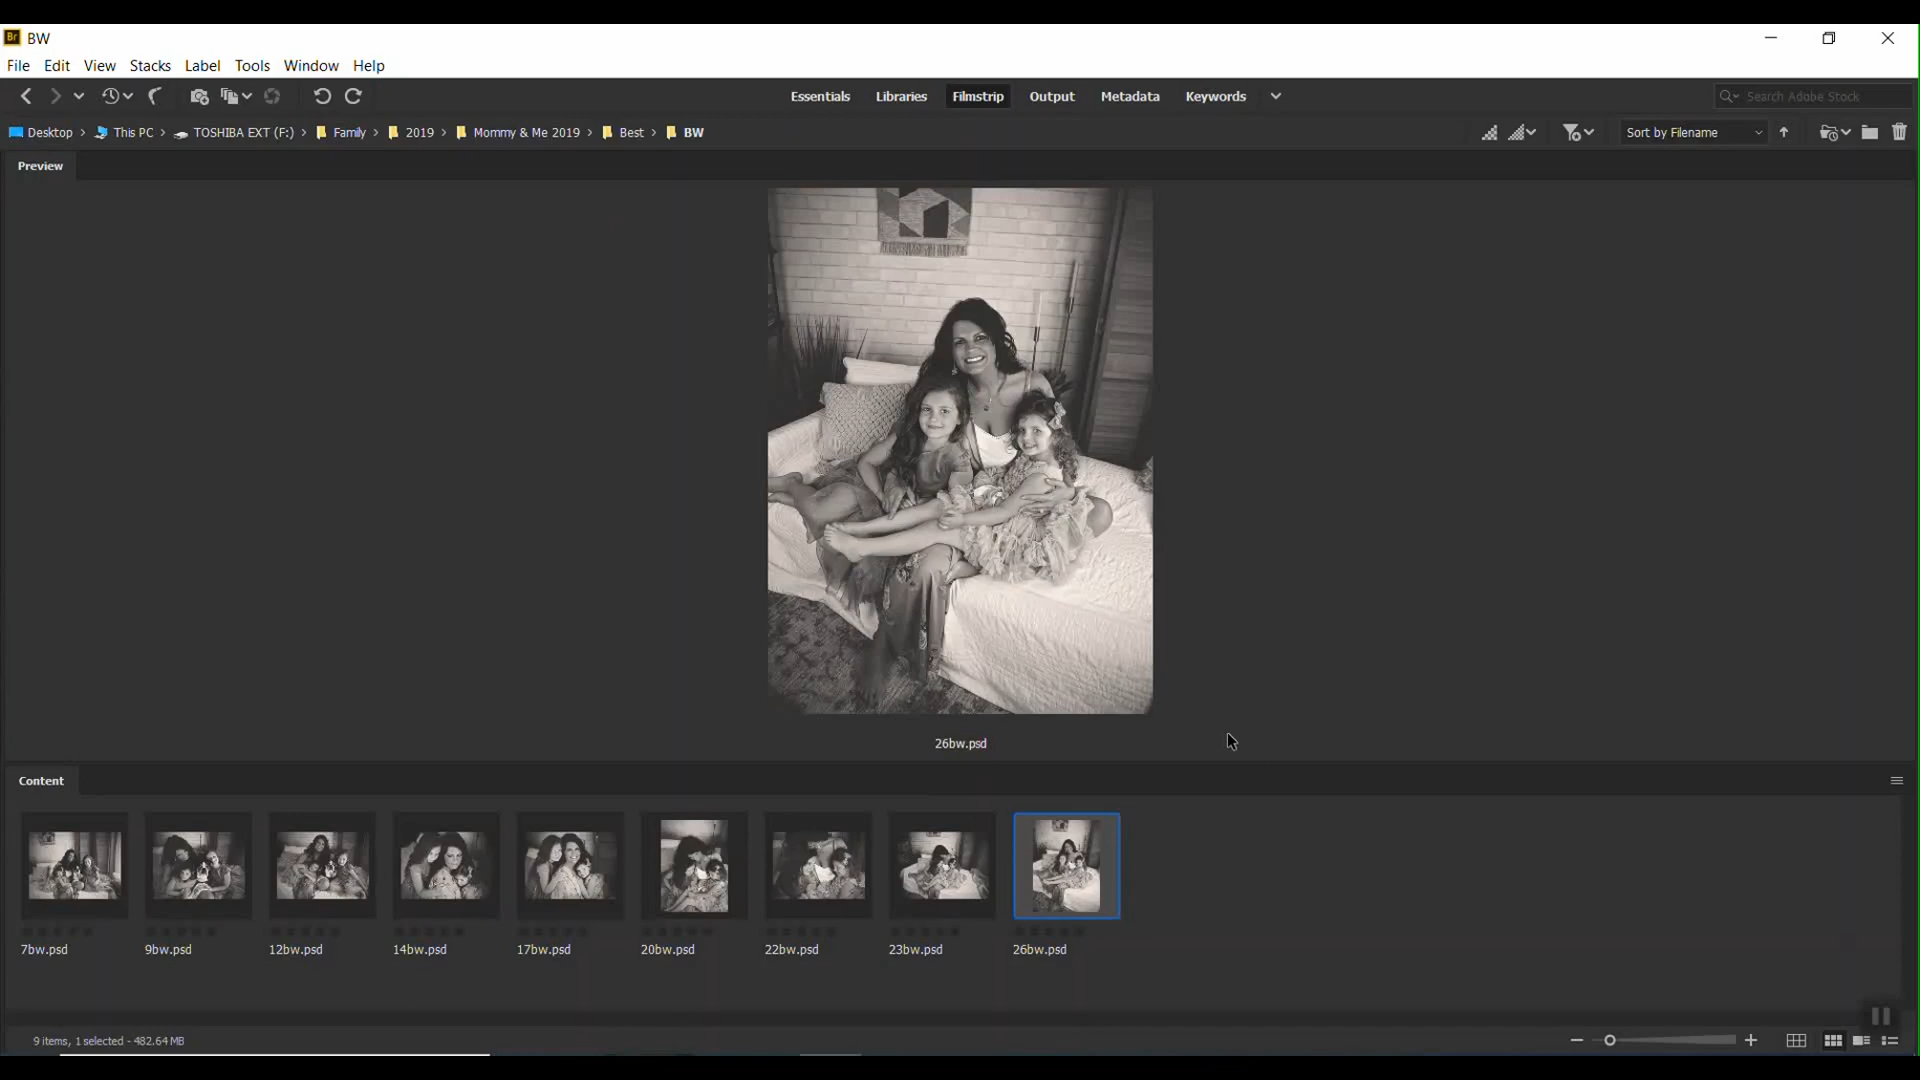 Br BW
File Edit View Stacks Label Tools Window Help
Essentials Libraries Filmstrip Output Metadata Keywords Search Adobe Stock
Desktop This PC TOSHIBA EXT (F:) Family 2019 Mommy & Me 2019 Best BW Sort by Filename
Preview
26bw.psd
Content
7bw.psd 9bw.psd 12bw.psd 14bw.psd 17bw.psd 20bw.psd 22bw.psd 23bw.psd 26bw.psd
9 items, 1 selected - 482.64 MB